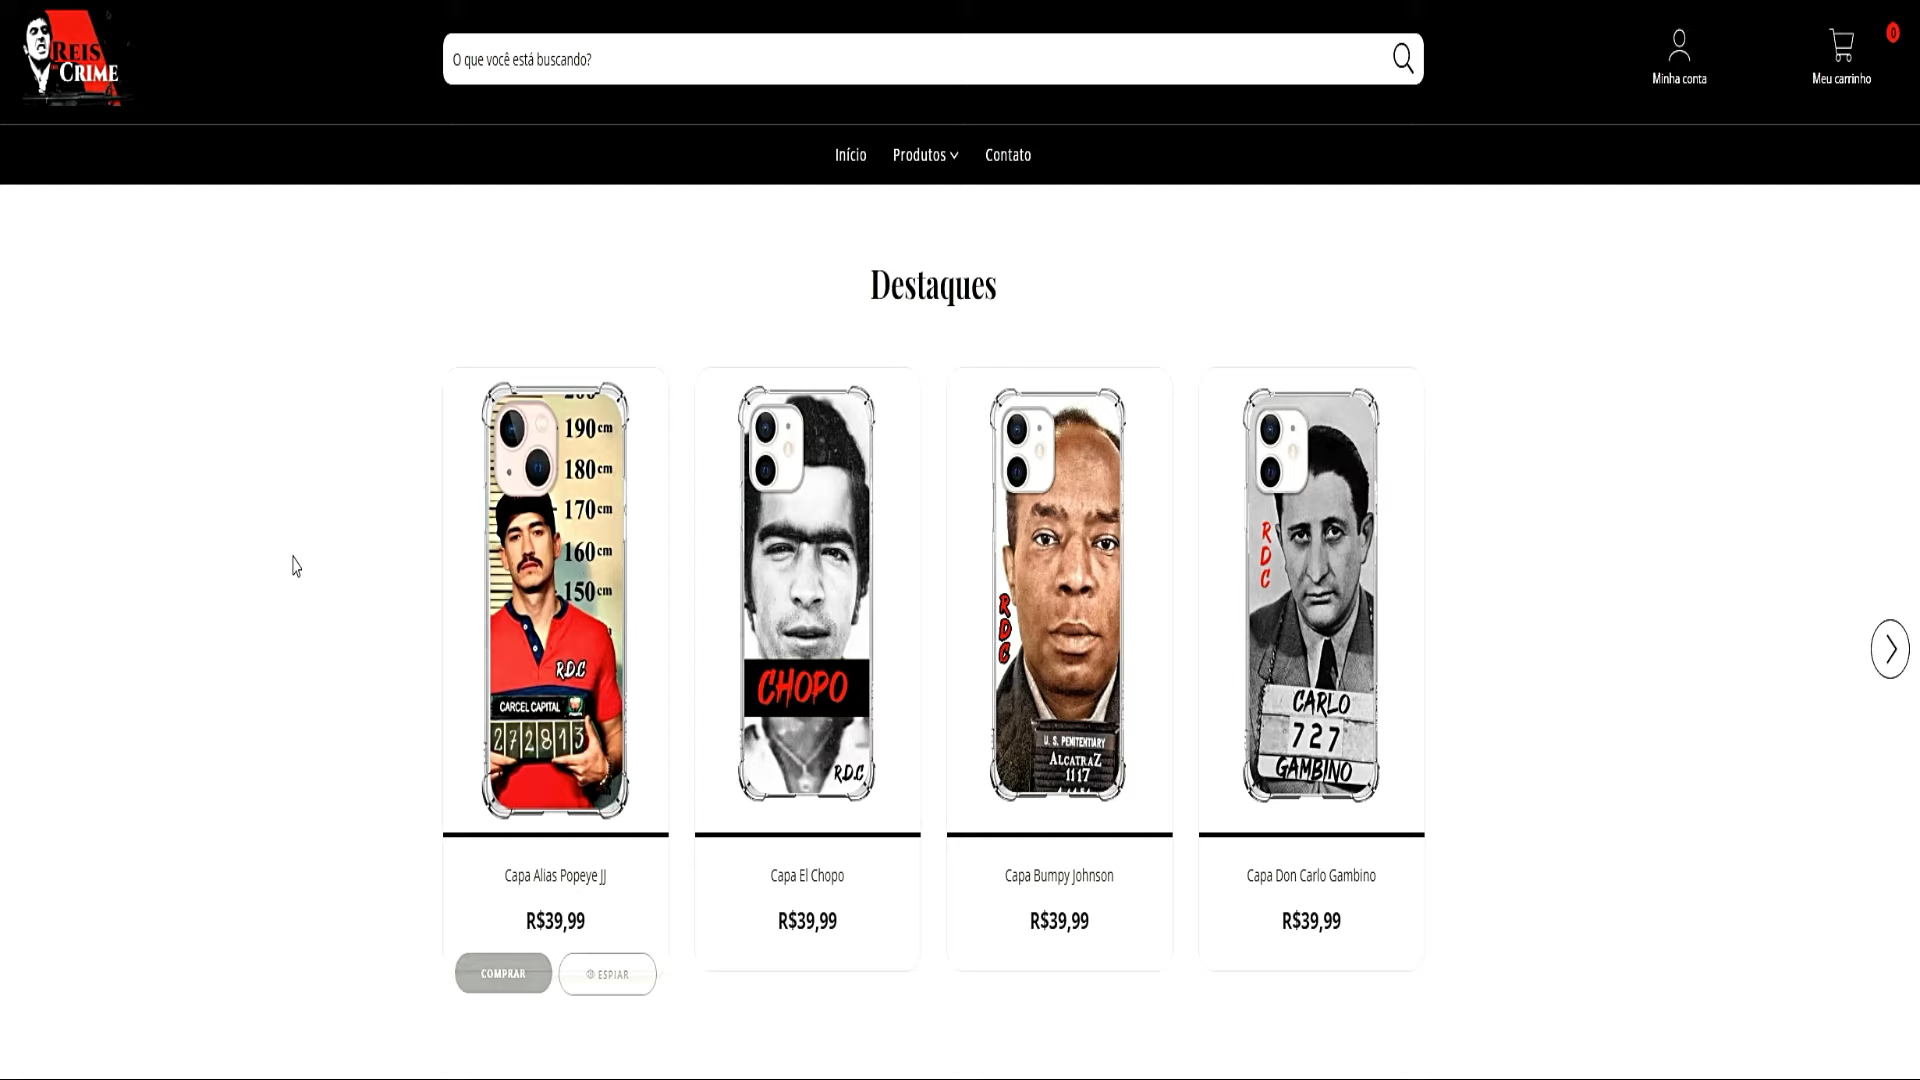 REIS
CRIME
O que você está buscando?
Minha conta
0
Meu carrinho
Início
Produtos
Contato
Destaques
190cm
180cm
170cm
160cm
150cm
R.D.C
CARCEL CAPITAL
272813
CHOPO
R.D.C
RDC
U. S. PENITENTIARY
ALCATRAZ
1117
RDC
CARLO
727
GAMBINO
Capa Alias Popeye JJ
R$39,99
COMPRAR
ESPIAR
Capa El Chopo
R$39,99
Capa Bumpy Johnson
R$39,99
Capa Don Carlo Gambino
R$39,99